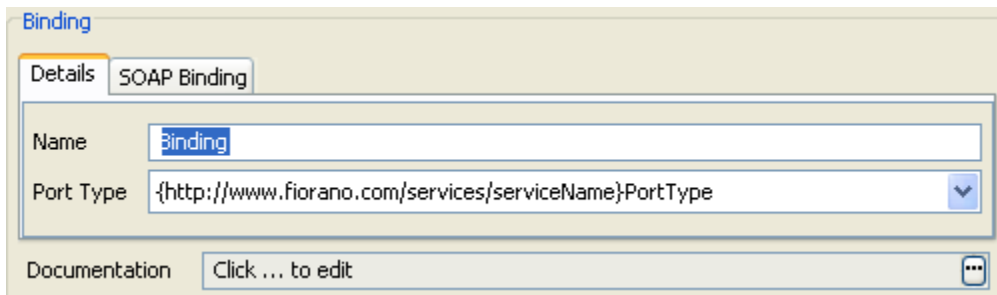 Binding
Details SOAP Binding
Name Binding
Port Type {http://www.fiorano.com/services/serviceName}PortType
Documentation Click ... to edit
...